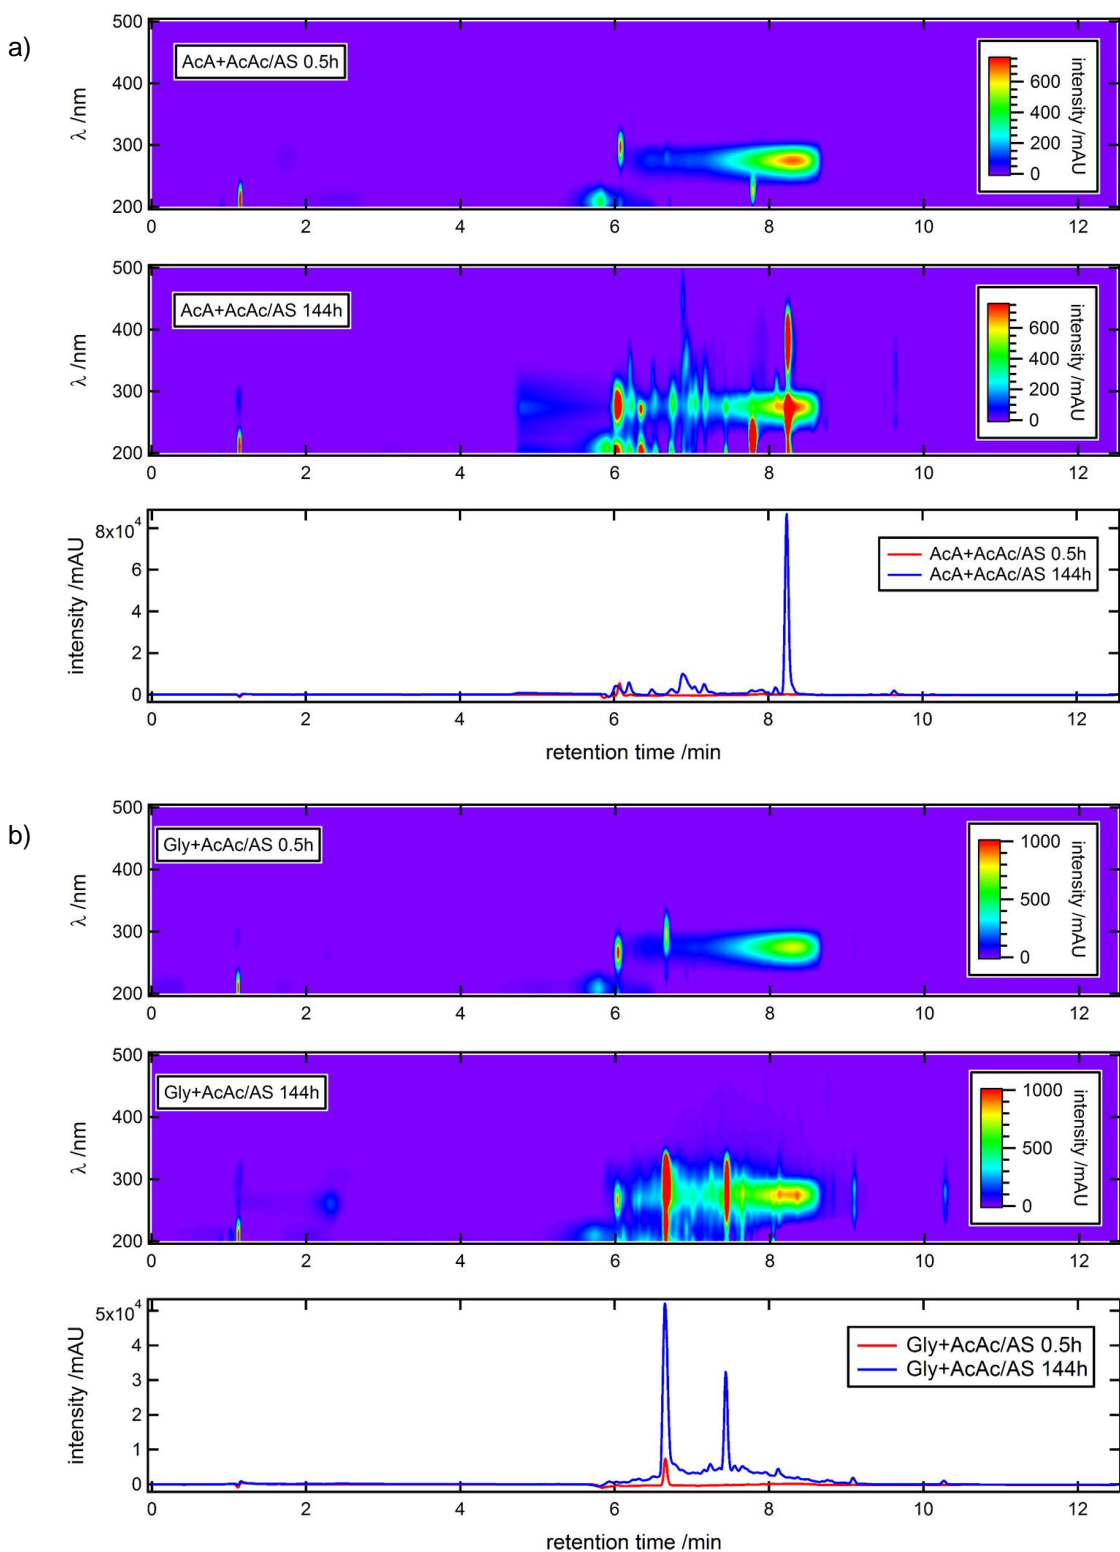 a)
500
400
300
200
λ /nm
AcA+AcAc/AS 0.5h
600
400
200
0
intensity /mAU
0 2 4 6 8 10 12
500
400
300
200
λ /nm
AcA+AcAc/AS 144h
600
400
200
0
intensity /mAU
0 2 4 6 8 10 12
8x10⁴
6
4
2
0
intensity /mAU
AcA+AcAc/AS 0.5h
AcA+AcAc/AS 144h
0 2 4 6 8 10 12
retention time /min
b)
500
400
300
200
λ /nm
Gly+AcAc/AS 0.5h
1000
500
0
intensity /mAU
0 2 4 6 8 10 12
500
400
300
200
λ /nm
Gly+AcAc/AS 144h
1000
500
0
intensity /mAU
0 2 4 6 8 10 12
5x10⁴
4
3
2
1
0
intensity /mAU
Gly+AcAc/AS 0.5h
Gly+AcAc/AS 144h
0 2 4 6 8 10 12
retention time /min